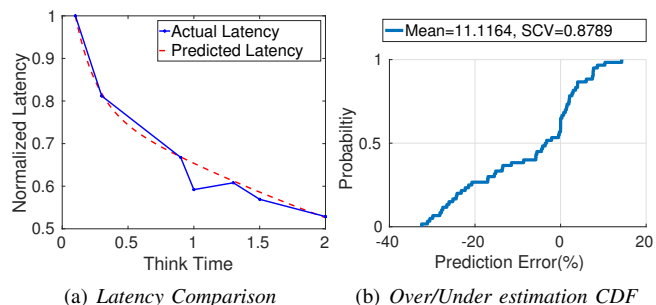 Actual Latency
Predicted Latency
1
0.9
0.8
0.7
0.6
0.5
Normalized Latency
0
0.5
1
1.5
2
Think Time
(a) Latency Comparison
Mean=11.1164, SCV=0.8789
1
0.5
0
Probabiltiy
-40
-20
0
20
Prediction Error(%)
(b) Over/Under estimation CDF